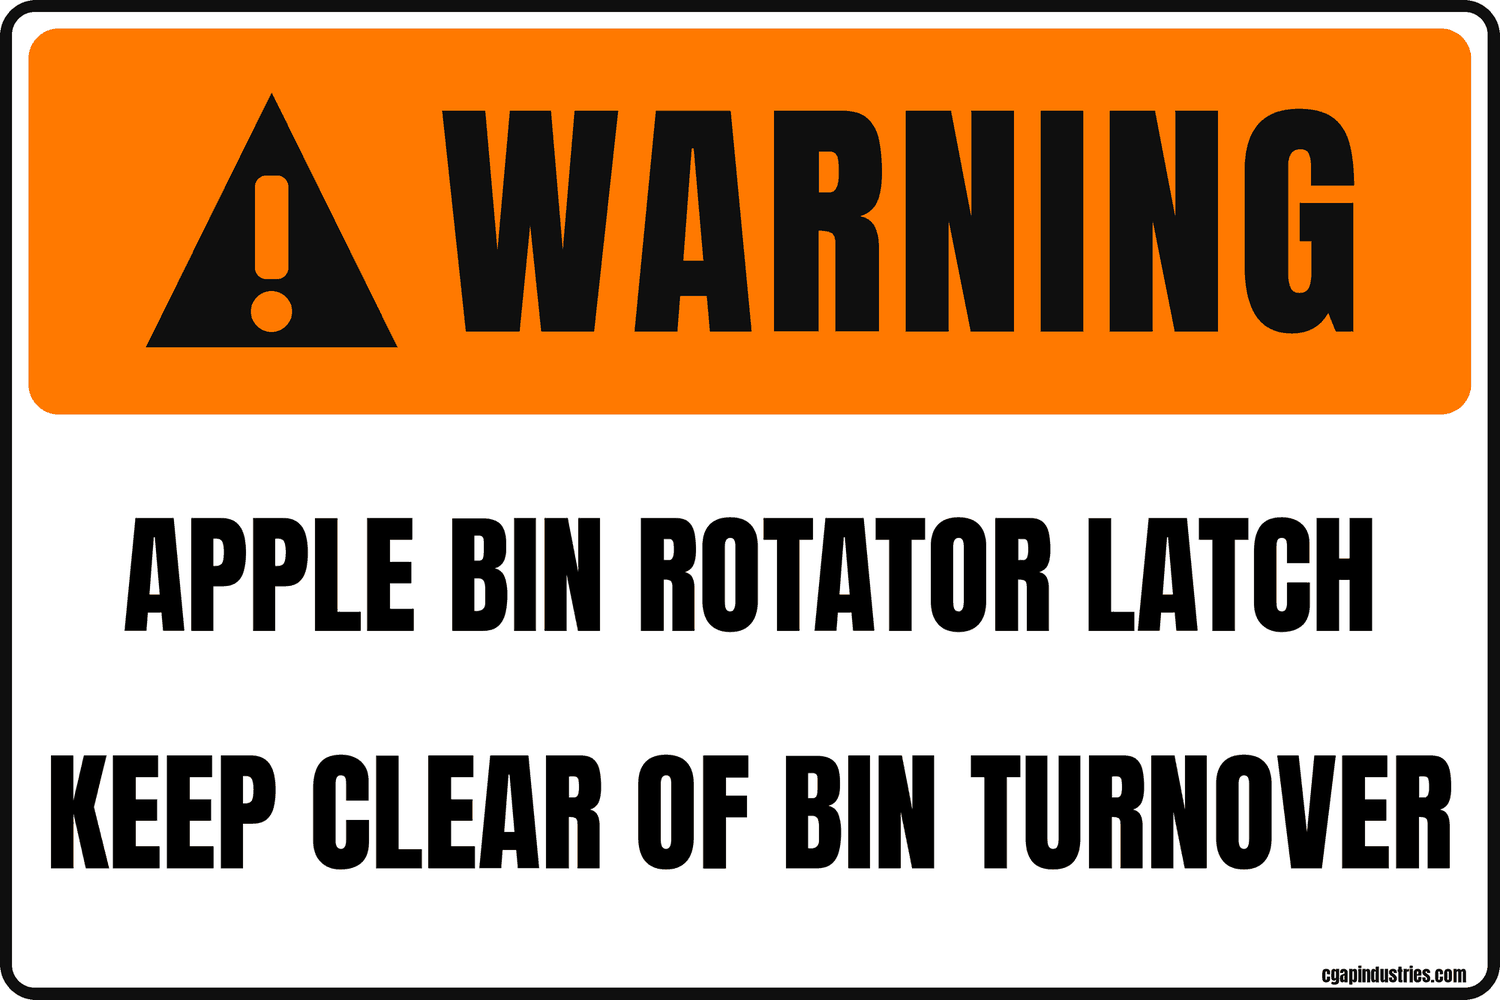 WARNING
APPLE BIN ROTATOR LATCH
KEEP CLEAR OF BIN TURNOVER
cgapindustries.com